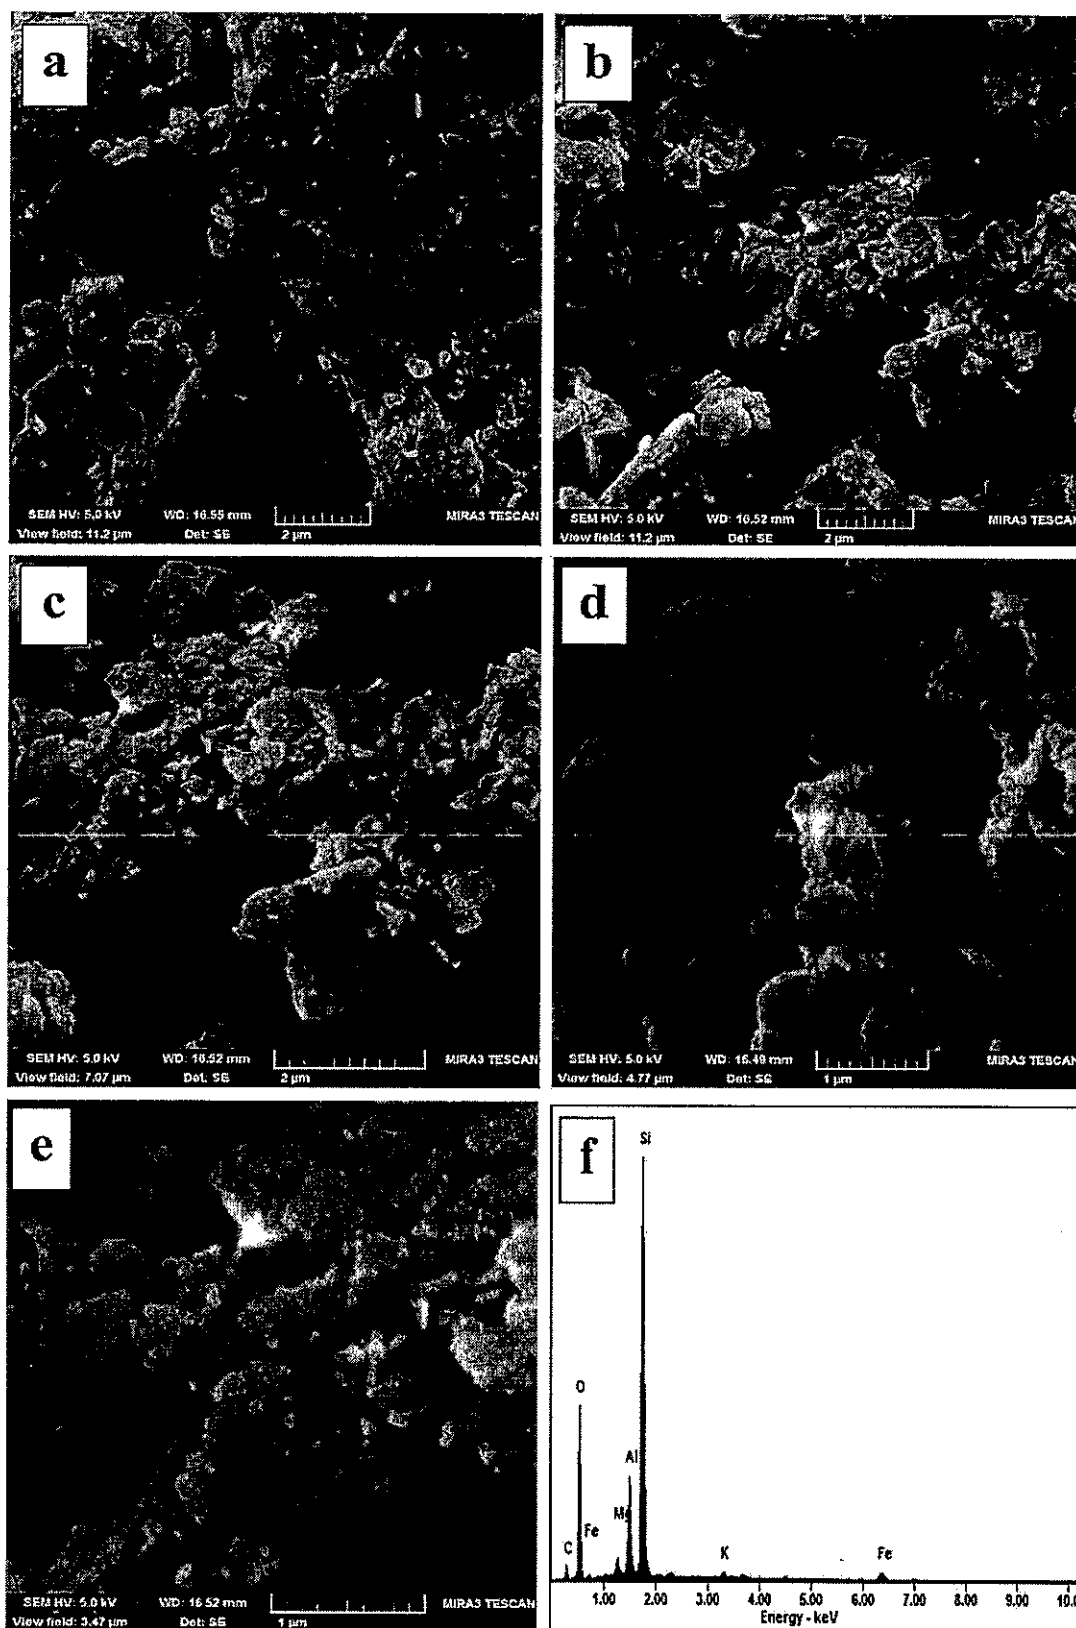 a
SEM HV: 5.0 kV WD: 16.55 mm MIRA3 TESCAN
View field: 11.2 µm Det: SE 2 µm
b
SEM HV: 5.0 kV WD: 16.52 mm MIRA3 TESCAN
View field: 11.2 µm Det: SE 2 µm
c
SEM HV: 5.0 kV WD: 16.52 mm MIRA3 TESCAN
View field: 7.07 µm Det: SE 2 µm
d
SEM HV: 5.0 kV WD: 16.49 mm MIRA3 TESCAN
View field: 4.77 µm Det: SE 1 µm
e
SEM HV: 5.0 kV WD: 16.52 mm MIRA3 TESCAN
View field: 3.47 µm Det: SE 1 µm
f
Si
O
Al
Mg
Fe
C
K
Fe
1.00 2.00 3.00 4.00 5.00 6.00 7.00 8.00 9.00 10.0
Energy - keV